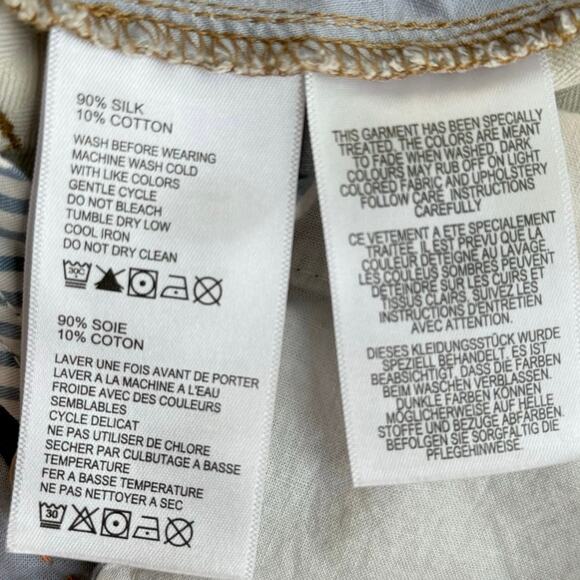 90% SILK
10% COTTON
WASH BEFORE WEARING
MACHINE WASH COLD
WITH LIKE COLORS
GENTLE CYCLE
DO NOT BLEACH
TUMBLE DRY LOW
COOL IRON
DO NOT DRY CLEAN
30C
90% SOIE
10% COTON
LAVER UNE FOIS AVANT DE PORTER
LAVER A LA MACHINE A L'EAU
FROIDE AVEC DES COULEURS
SEMBLABLES
CYCLE DELICAT
NE PAS UTILISER DE CHLORE
SECHER PAR CULBUTAGE A BASSE
TEMPERATURE
FER A BASSE TEMPERATURE
NE PAS NETTOYER A SEC
30
THIS GARMENT HAS BEEN SPECIALLY
TREATED. THE COLORS ARE MEANT
TO FADE WHEN WASHED. DARK
COLOURS MAY RUB OFF ON LIGHT
COLORED FABRIC AND UPHOLSTERY
FOLLOW CARE INSTRUCTIONS
CAREFULLY
CE VETEMENT A ETE SPECIALEMENT
TRAITÉE. IL EST PRÉVU QUE LA
COULEUR DETEIGNE AU LAVAGE.
LES COULEUS SOMBRES PEUVENT
DETEINDRE SUR LES CUIRS ET
TISSUS CLAIRS. SUIVEZ LES
INSTRUCTIONS D'ENTRETIEN
AVEC ATTENTION.
DIESES KLEIDUNGSSTÜCK WURDE
SPEZIELL BEHANDELT. ES IST
BEABSICHTIGT, DASS DIE FARBEN
BEIM WASCHEN VERBLASSEN.
DUNKLE FARBEN KÖNNEN
MÖGLICHERWEISE AUF HELLE
STOFFE UND BEZÜGE ABFÄRBEN.
BEFOLGEN SIE SORGFÄLTIG DIE
PFLEGEHINWEISE.